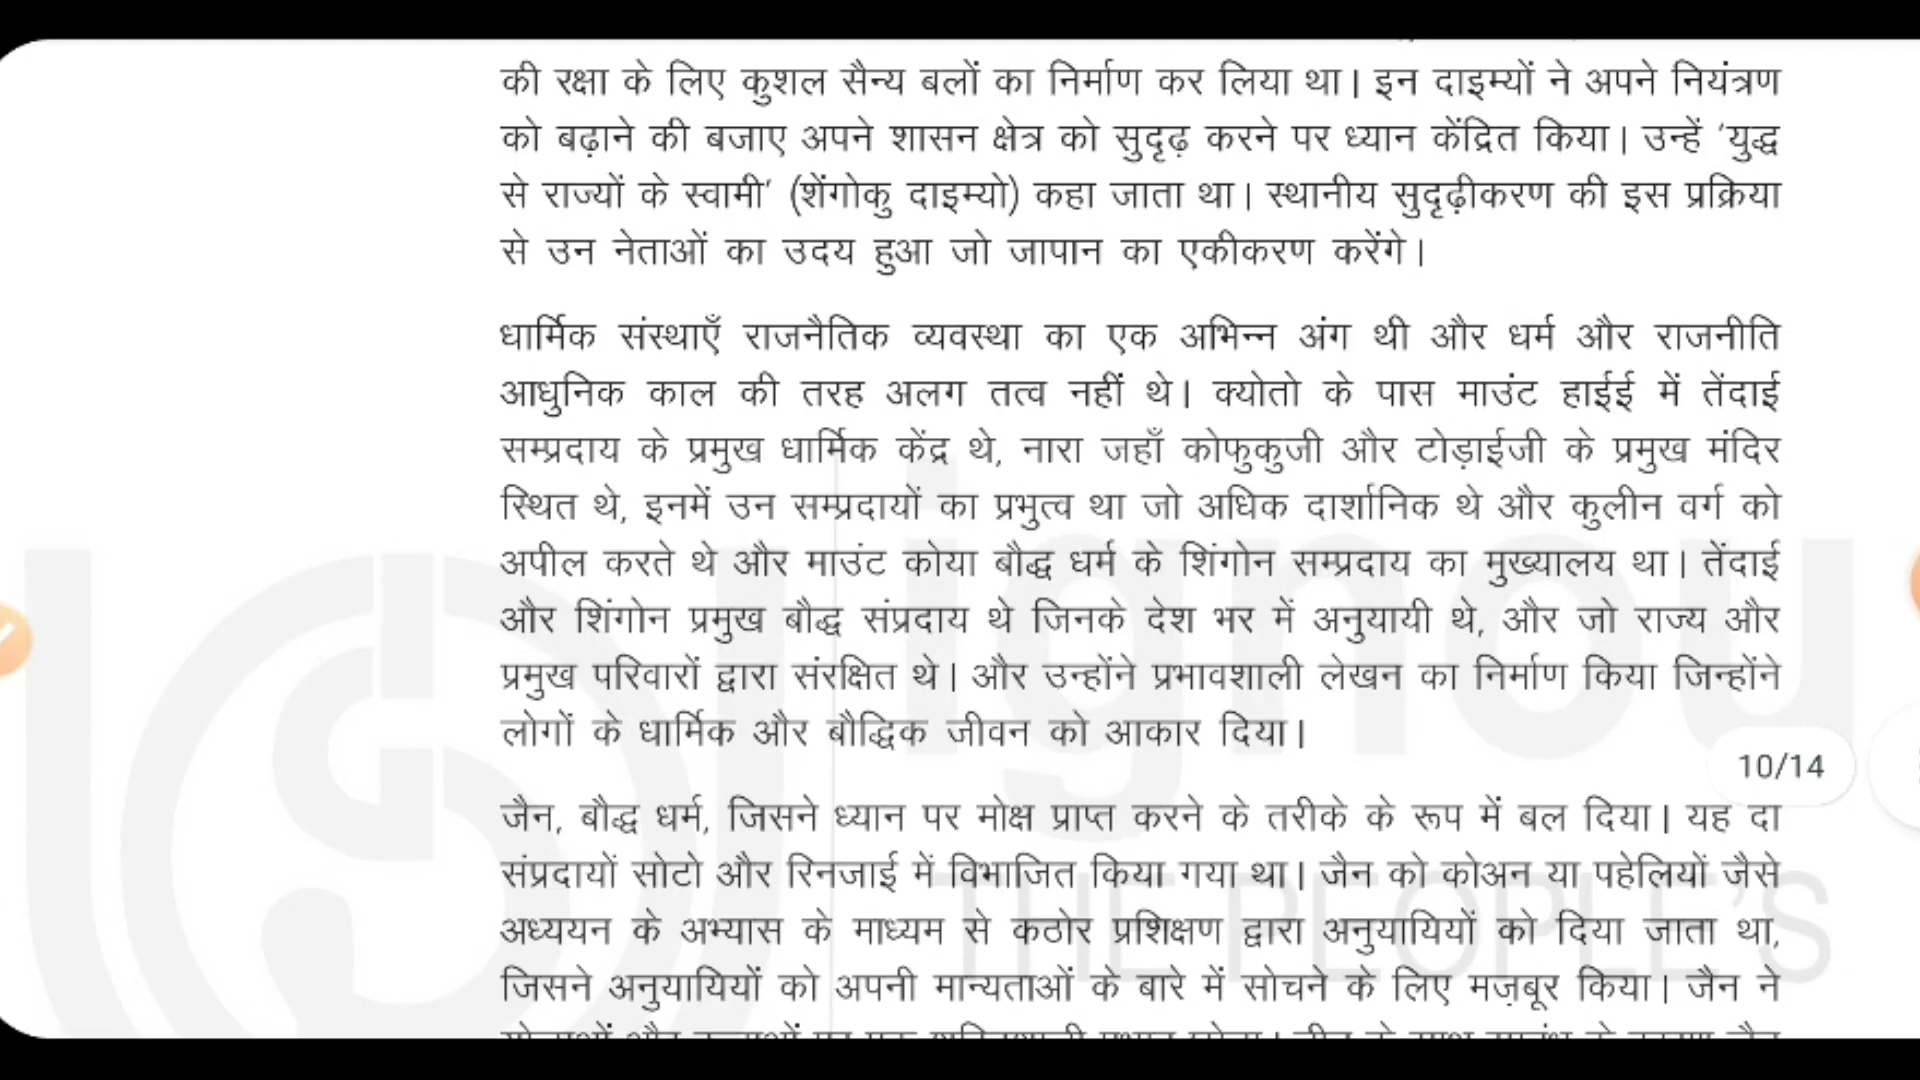 की रक्षा के लिए कुशल सैन्य बलों का निर्माण कर लिया था। इन दाइम्यों ने अपने नियंत्रण
को बढ़ाने की बजाए अपने शासन क्षेत्र को सुदृढ़ करने पर ध्यान केंद्रित किया। उन्हें 'युद्ध
से राज्यों के स्वामी' (शेंगोकु दाइम्यो) कहा जाता था। स्थानीय सुदृढ़ीकरण की इस प्रक्रिया
से उन नेताओं का उदय हुआ जो जापान का एकीकरण करेंगे।
धार्मिक संस्थाएँ राजनैतिक व्यवस्था का एक अभिन्न अंग थी और धर्म और राजनीति
आधुनिक काल की तरह अलग तत्व नहीं थे। क्योतो के पास माउंट हाईई में तेंदाई
सम्प्रदाय के प्रमुख धार्मिक केंद्र थे, नारा जहाँ कोफुकुजी और टोड़ाईजी के प्रमुख मंदिर
स्थित थे, इनमें उन सम्प्रदायों का प्रभुत्व था जो अधिक दार्शानिक थे और कुलीन वर्ग को
अपील करते थे और माउंट कोया बौद्ध धर्म के शिंगोन सम्प्रदाय का मुख्यालय था। तेंदाई
और शिंगोन प्रमुख बौद्ध संप्रदाय थे जिनके देश भर में अनुयायी थे, और जो राज्य और
प्रमुख परिवारों द्वारा संरक्षित थे। और उन्होंने प्रभावशाली लेखन का निर्माण किया जिन्होंने
लोगों के धार्मिक और बौद्धिक जीवन को आकार दिया।
10/14
जैन, बौद्ध धर्म, जिसने ध्यान पर मोक्ष प्राप्त करने के तरीके के रूप में बल दिया। यह दा
संप्रदायों सोटो और रिनजाई में विभाजित किया गया था। जैन को कोअन या पहेलियों जैसे
अध्ययन के अभ्यास के माध्यम से कठोर प्रशिक्षण द्वारा अनुयायियों को दिया जाता था,
जिसने अनुयायियों को अपनी मान्यताओं के बारे में सोचने के लिए मज़बूर किया। जैन ने
ignou
THE PEOPLE'S